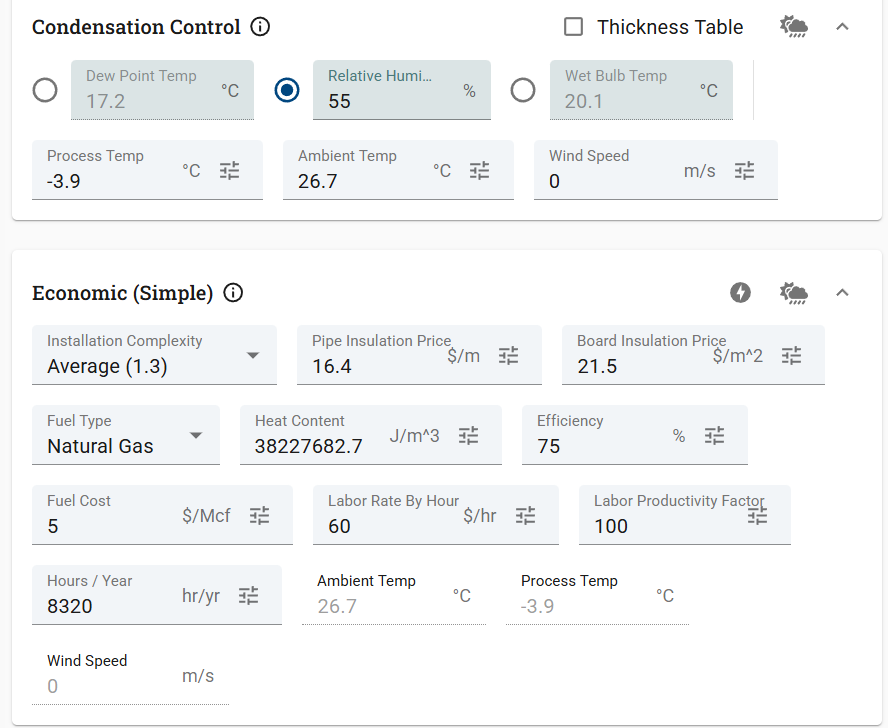 Condensation Control Thickness Table
Dew Point Temp Relative Humi... Wet Bulb Temp
17.2 °C 55 % 20.1 °C
Process Temp Ambient Temp Wind Speed
-3.9 °C 26.7 °C 0 m/s
Economic (Simple)
Installation Complexity Pipe Insulation Price Board Insulation Price
Average (1.3) 16.4 $/m 21.5 $/m^2
Fuel Type Heat Content Efficiency
Natural Gas 38227682.7 J/m^3 75 %
Fuel Cost Labor Rate By Hour Labor Productivity Factor
5 $/Mcf 60 $/hr 100
Hours / Year Ambient Temp Process Temp
8320 hr/yr 26.7 °C -3.9 °C
Wind Speed
0 m/s